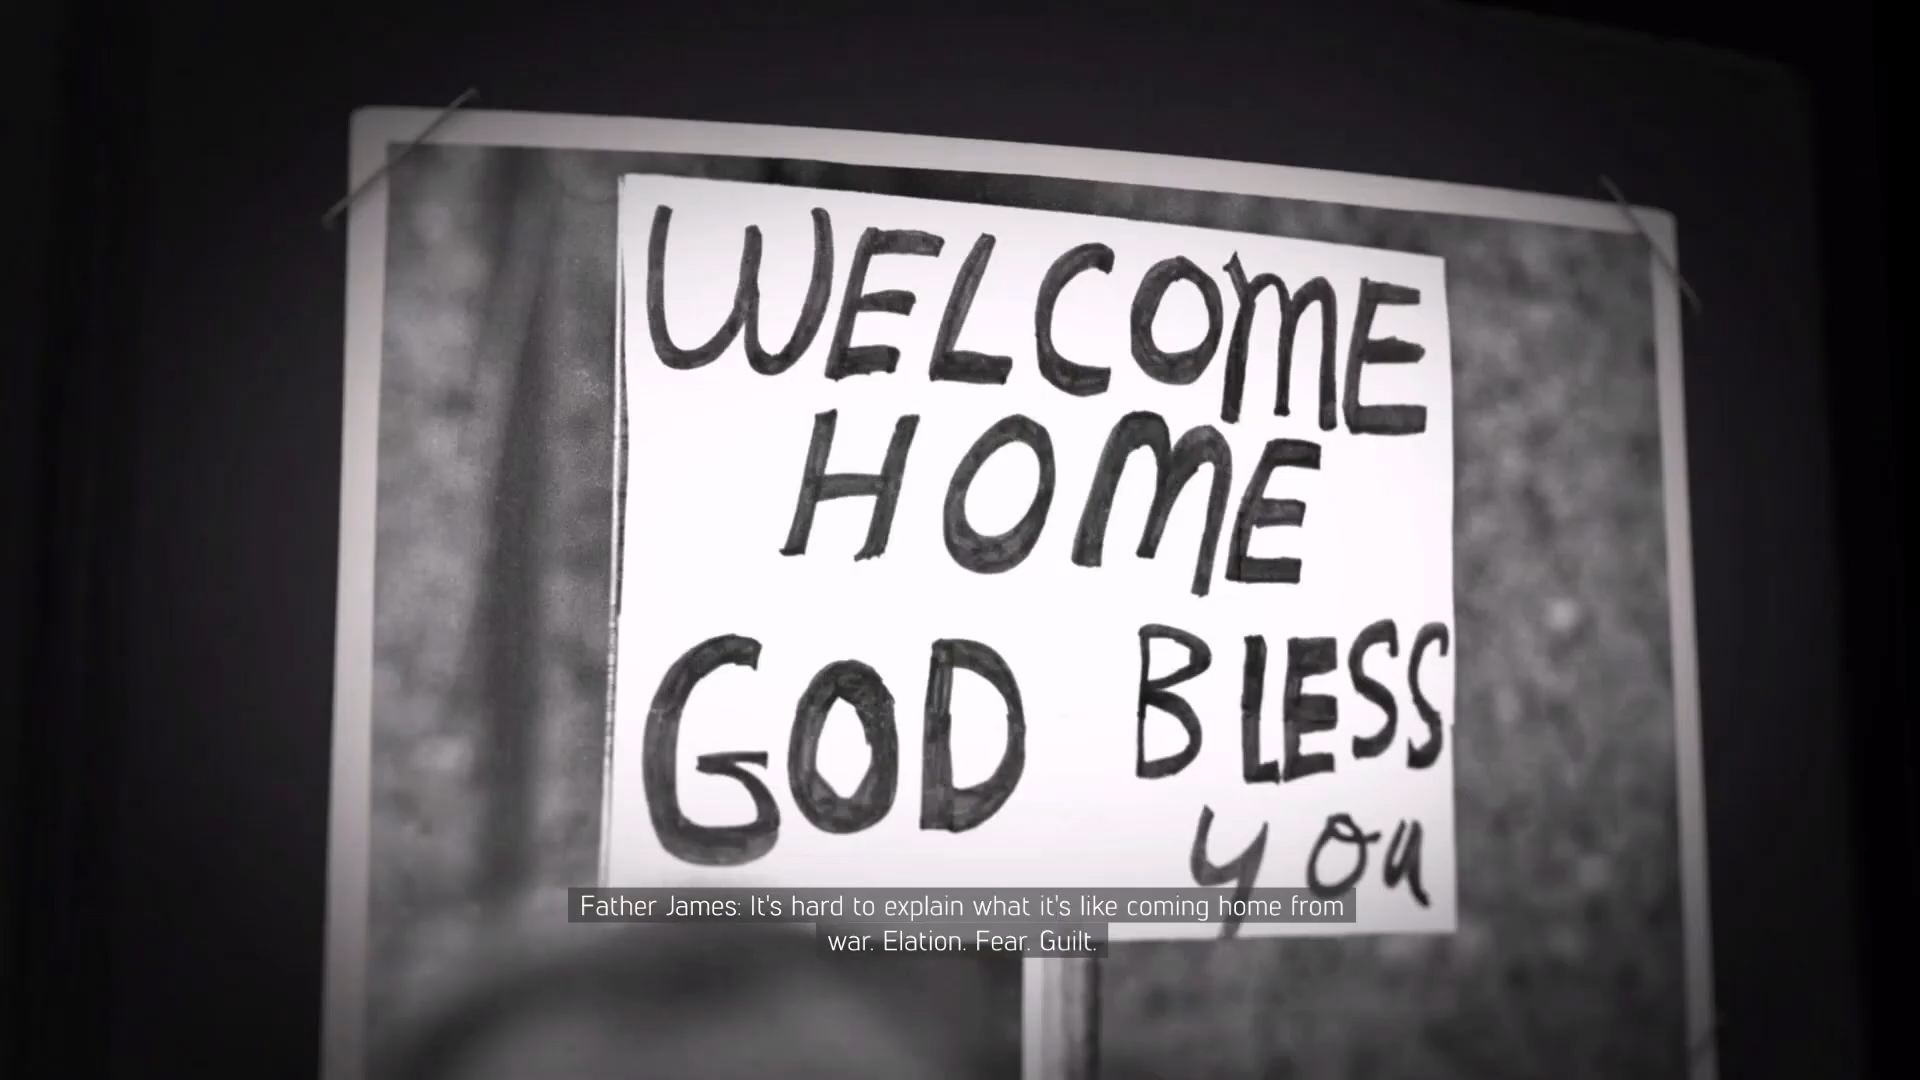 WELCOME
HOME
GOD BLESS
you
Father James: It's hard to explain what it's like coming home from
war. Elation. Fear. Guilt.